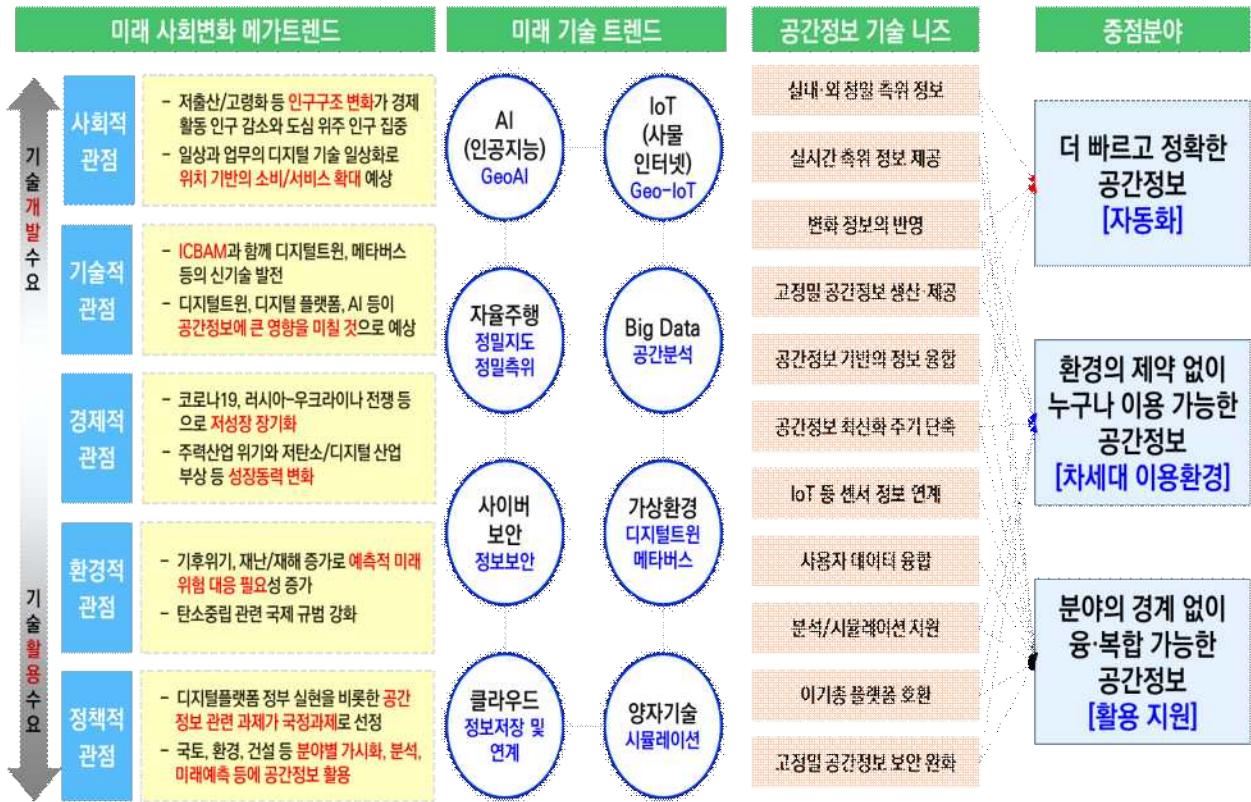 미래 사회변화 메가트렌드
미래 기술 트렌드
공간정보 기술 니즈
중점분야
기술개발수요
기술활용수요
사회적
관점
- 저출산/고령화 등 인구구조 변화가 경제
활동 인구 감소와 도심 위주 인구 집중
- 일상과 업무의 디지털 기술 일상화로
위치 기반의 소비/서비스 확대 예상
기술적
관점
- ICBAM과 함께 디지털트윈, 메타버스
등의 신기술 발전
- 디지털트윈, 디지털 플랫폼, AI 등이
공간정보에 큰 영향을 미칠 것으로 예상
경제적
관점
- 코로나19, 러시아-우크라이나 전쟁 등
으로 저성장 장기화
- 주력산업 위기와 저탄소/디지털 산업
부상 등 성장동력 변화
환경적
관점
- 기후위기, 재난/재해 증가로 예측적 미래
위험 대응 필요성 증가
- 탄소중립 관련 국제 규범 강화
정책적
관점
- 디지털플랫폼 정부 실현을 비롯한 공간
정보 관련 과제가 국정과제로 선정
- 국토, 환경, 건설 등 분야별 가시화, 분석,
미래예측 등에 공간정보 활용
AI
(인공지능)
GeoAI
IoT
(사물
인터넷)
Geo-IoT
자율주행
정밀지도
정밀측위
Big Data
공간분석
사이버
보안
정보보안
가상환경
디지털트윈
메타버스
클라우드
정보저장 및
연계
양자기술
시뮬레이션
실내·외 정밀 측위 정보
실시간 측위 정보 제공
변화 정보의 반영
고정밀 공간정보 생산·제공
공간정보 기반의 정보 융합
공간정보 최신화 주기 단축
IoT 등 센서 정보 연계
사용자 데이터 융합
분석/시뮬레이션 지원
이기종 플랫폼 호환
고정밀 공간정보 보안 완화
더 빠르고 정확한
공간정보
[자동화]
환경의 제약 없이
누구나 이용 가능한
공간정보
[차세대 이용환경]
분야의 경계 없이
융·복합 가능한
공간정보
[활용 지원]